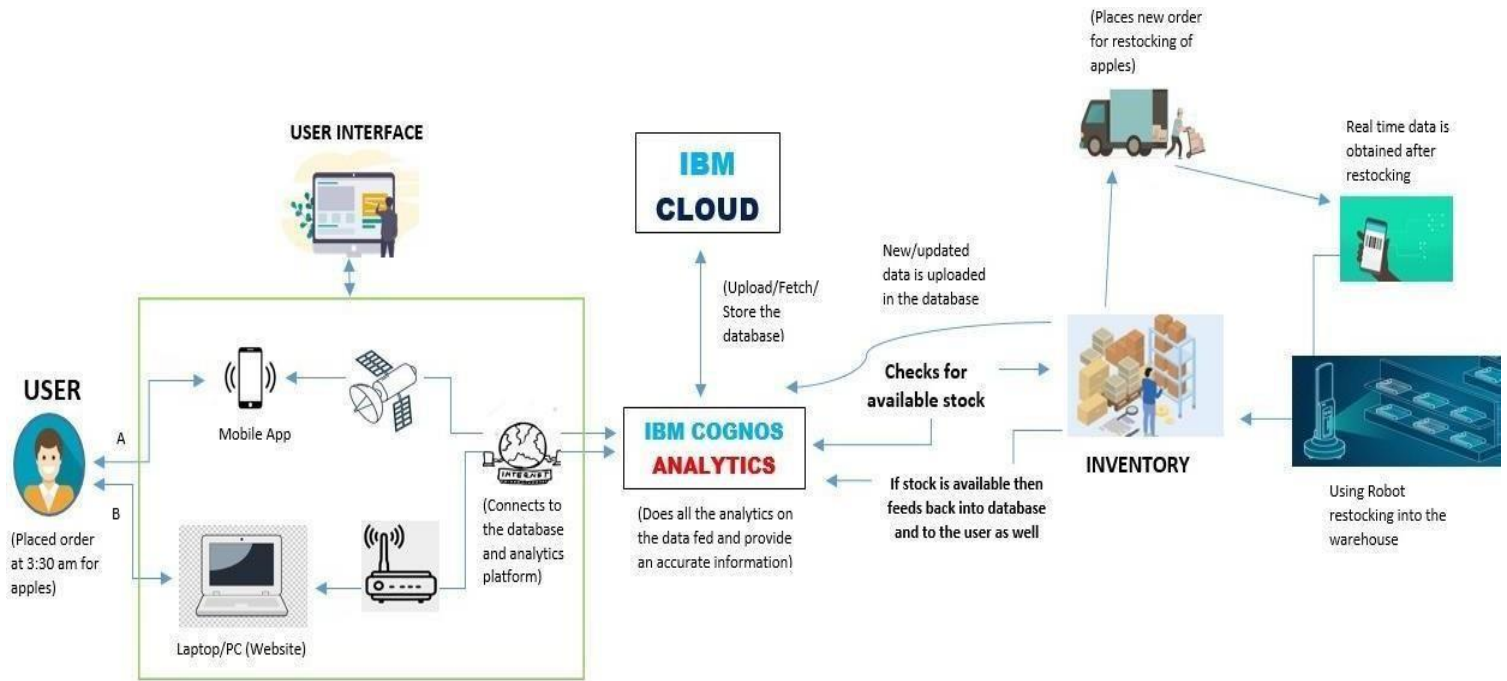 (Places new order
for restocking of
apples)
USER INTERFACE
IBM
CLOUD
Real time data is
obtained after
restocking
New/updated
data is uploaded
in the database
(Upload/Fetch/
Store the
database)
USER
A
Mobile App
Checks for
available stock
IBM COGNOS
ANALYTICS
INTERNET
INVENTORY
B
(Placed order
at 3:30 am for
apples)
(Connects to
the database
and analytics
platform)
(Does all the analytics on
the data fed and provide
an accurate information)
If stock is available then
feeds back into database
and to the user as well
Using Robot
restocking into the
warehouse
Laptop/PC (Website)